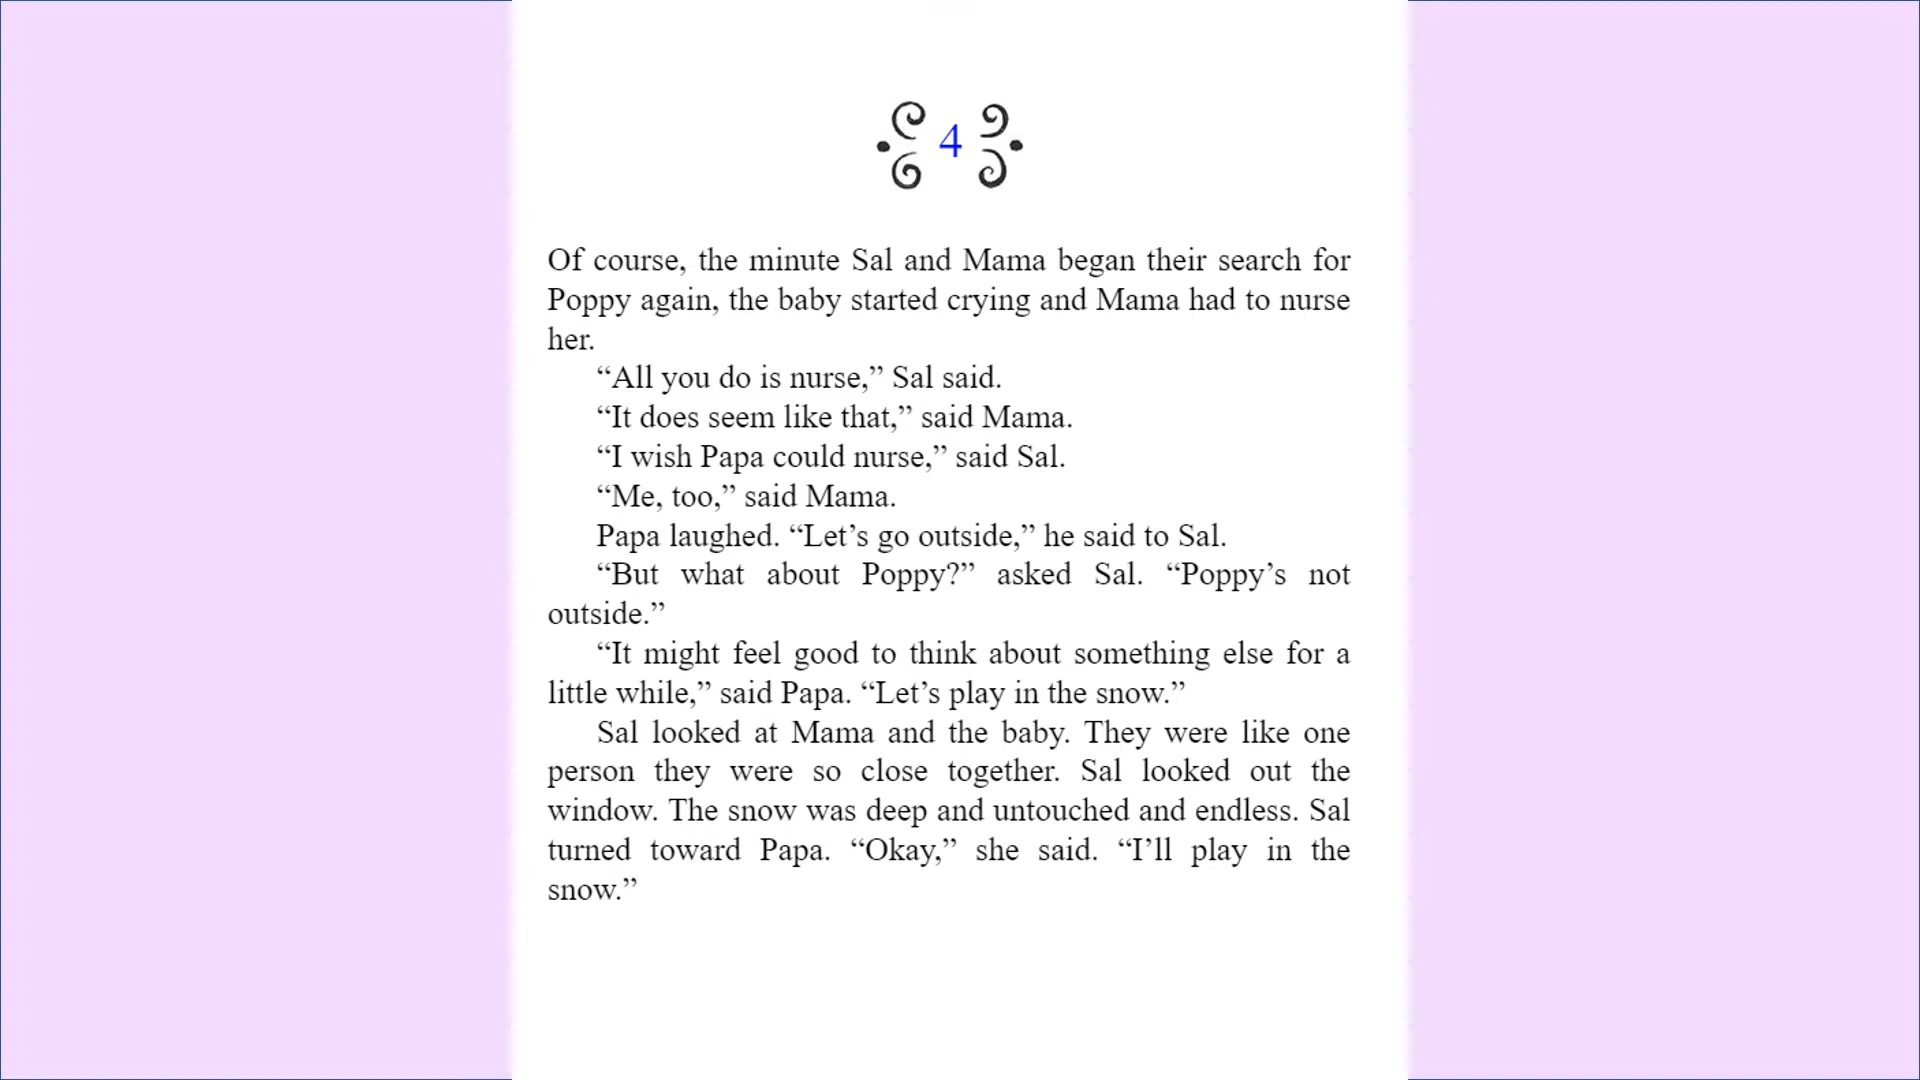 4
Of course, the minute Sal and Mama began their search for
Poppy again, the baby started crying and Mama had to nurse
her.
“All you do is nurse,” Sal said.
“It does seem like that,” said Mama.
“I wish Papa could nurse,” said Sal.
“Me, too,” said Mama.
Papa laughed. “Let’s go outside,” he said to Sal.
“But what about Poppy?” asked Sal. “Poppy’s not
outside.”
“It might feel good to think about something else for a
little while,” said Papa. “Let’s play in the snow.”
Sal looked at Mama and the baby. They were like one
person they were so close together. Sal looked out the
window. The snow was deep and untouched and endless. Sal
turned toward Papa. “Okay,” she said. “I’ll play in the
snow.”